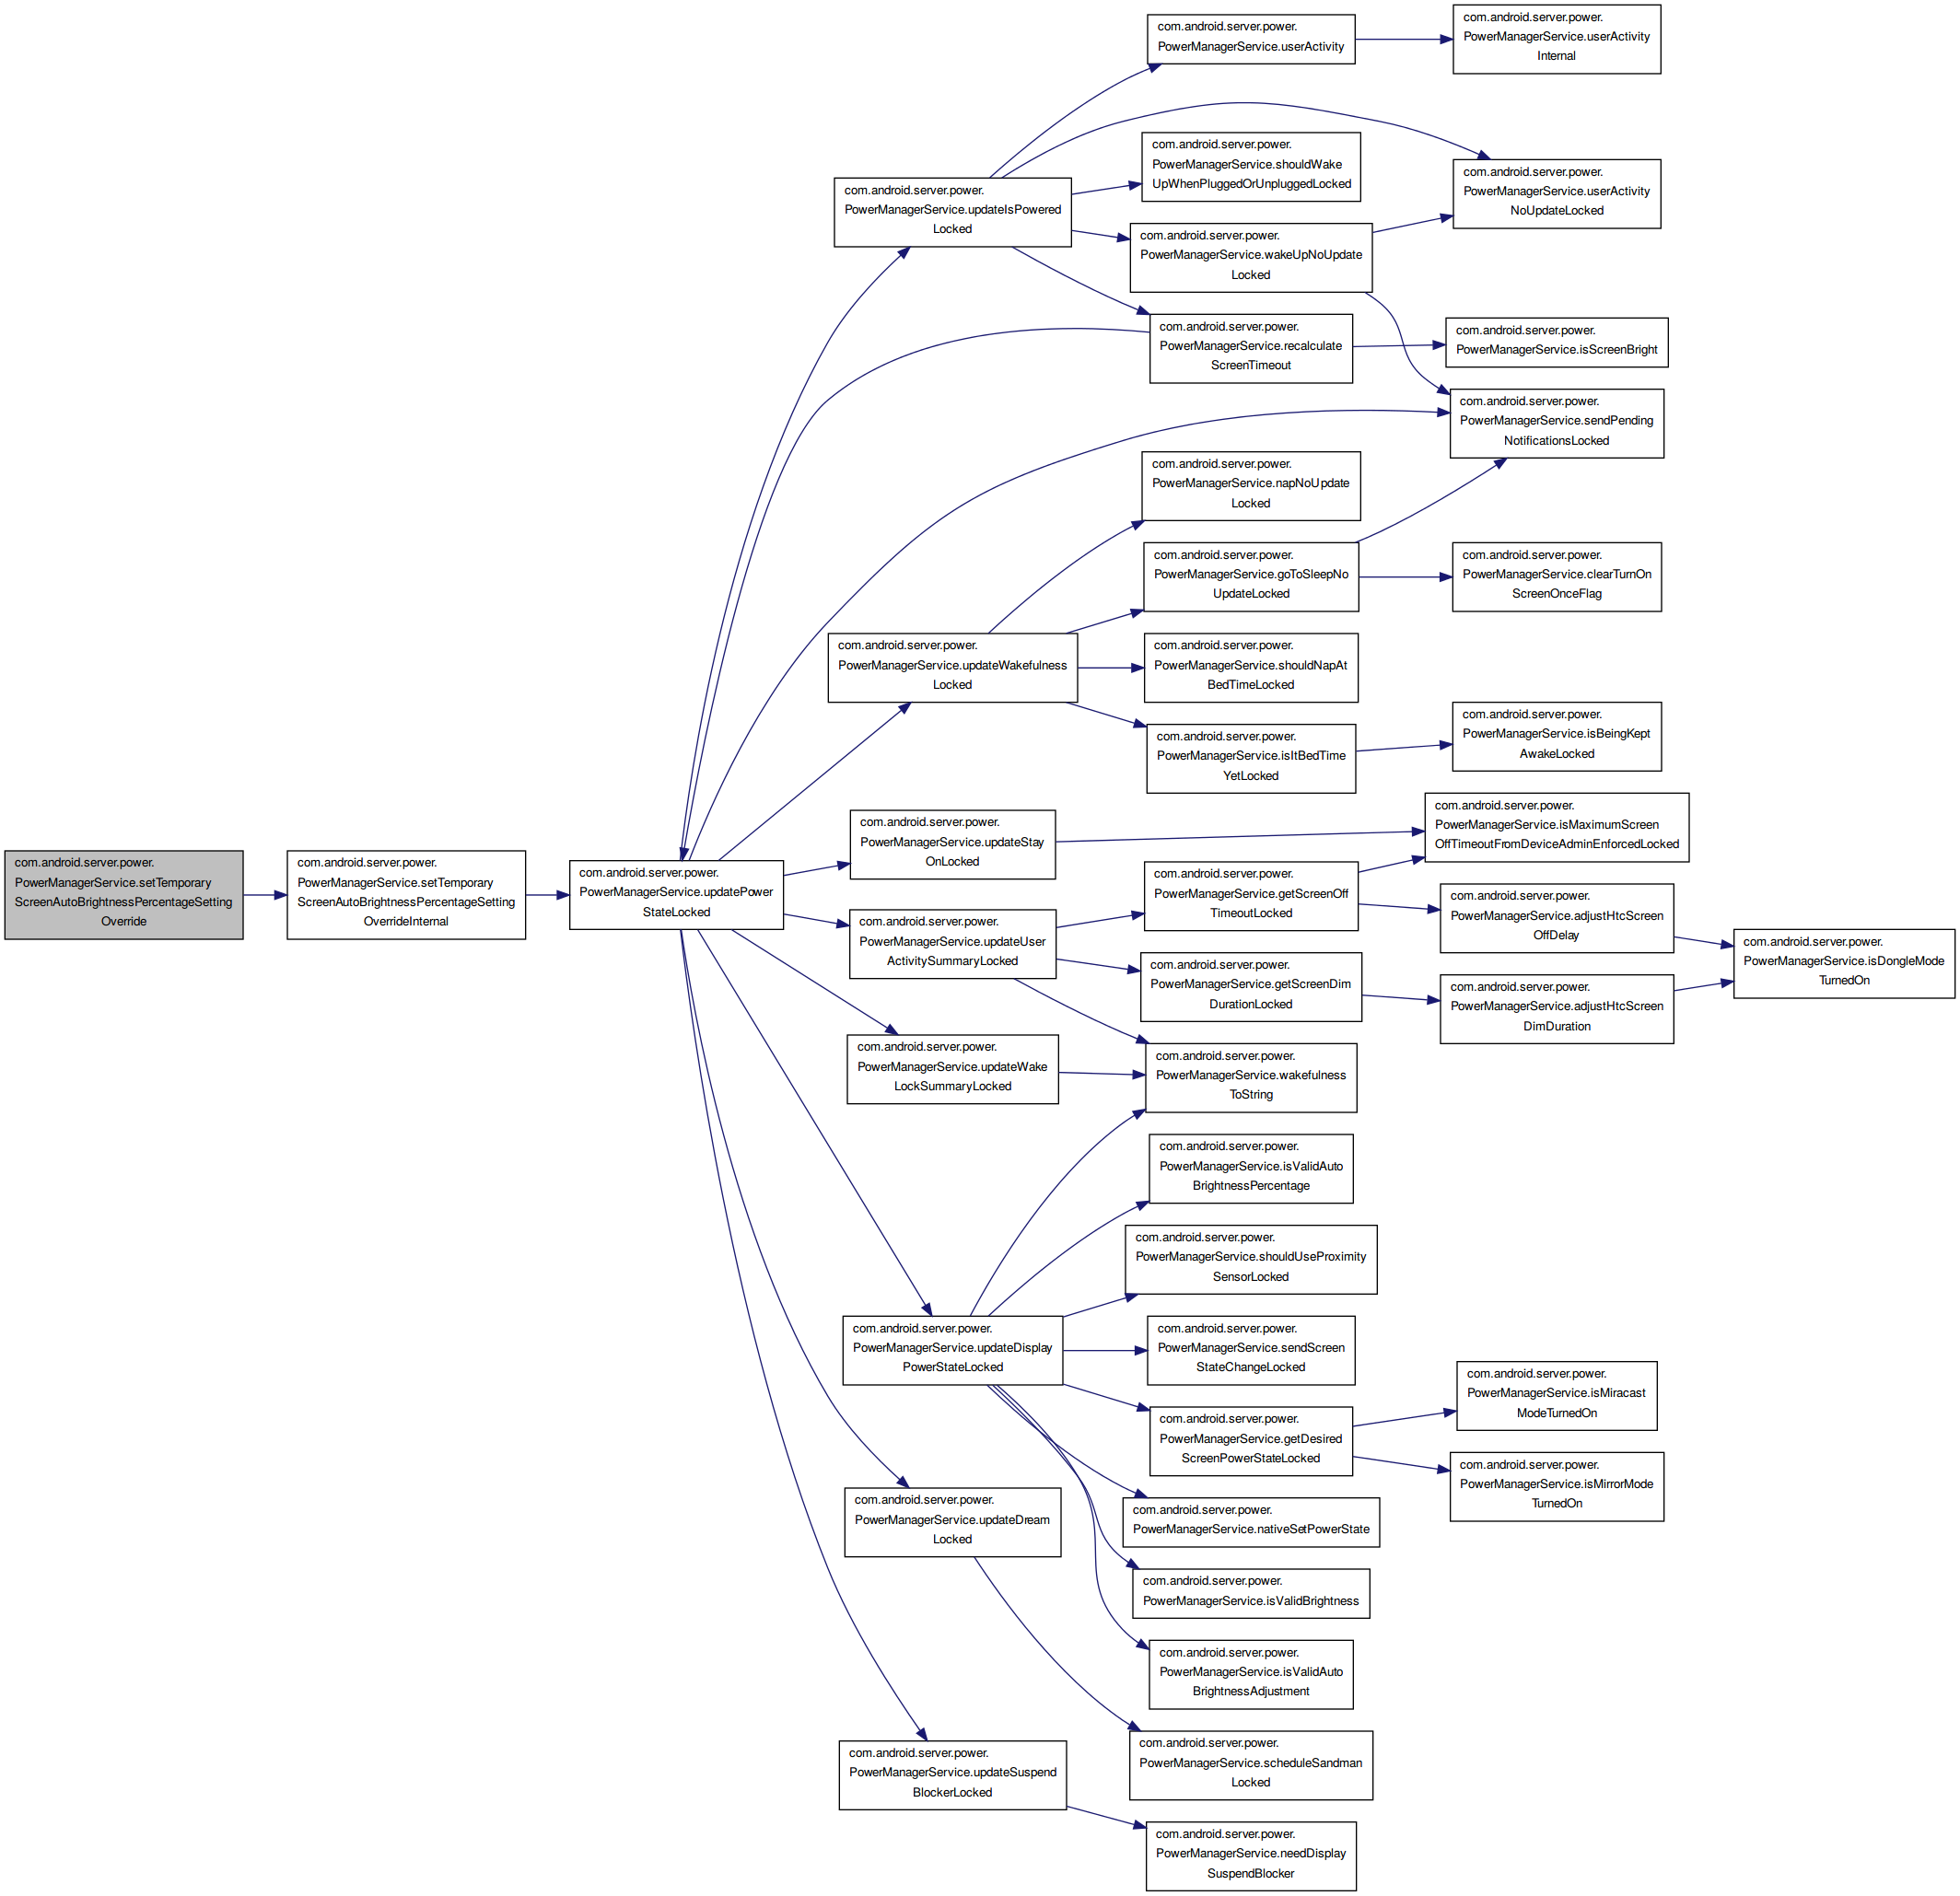 com.android.server.power.
PowerManagerService.setTemporary
ScreenAutoBrightnessPercentageSetting
Override
com.android.server.power.
PowerManagerService.setTemporary
ScreenAutoBrightnessPercentageSetting
OverrideInternal
com.android.server.power.
PowerManagerService.updatePower
StateLocked
com.android.server.power.
PowerManagerService.updateIsPowered
Locked
com.android.server.power.
PowerManagerService.updateWakefulness
Locked
com.android.server.power.
PowerManagerService.updateStay
OnLocked
com.android.server.power.
PowerManagerService.updateUser
ActivitySummaryLocked
com.android.server.power.
PowerManagerService.updateWake
LockSummaryLocked
com.android.server.power.
PowerManagerService.updateDisplay
PowerStateLocked
com.android.server.power.
PowerManagerService.updateDream
Locked
com.android.server.power.
PowerManagerService.updateSuspend
BlockerLocked
com.android.server.power.
PowerManagerService.userActivity
com.android.server.power.
PowerManagerService.shouldWake
UpWhenPluggedOrUnpluggedLocked
com.android.server.power.
PowerManagerService.wakeUpNoUpdate
Locked
com.android.server.power.
PowerManagerService.recalculate
ScreenTimeout
com.android.server.power.
PowerManagerService.napNoUpdate
Locked
com.android.server.power.
PowerManagerService.goToSleepNo
UpdateLocked
com.android.server.power.
PowerManagerService.shouldNapAt
BedTimeLocked
com.android.server.power.
PowerManagerService.isItBedTime
YetLocked
com.android.server.power.
PowerManagerService.getScreenOff
TimeoutLocked
com.android.server.power.
PowerManagerService.getScreenDim
DurationLocked
com.android.server.power.
PowerManagerService.wakefulness
ToString
com.android.server.power.
PowerManagerService.isValidAuto
BrightnessPercentage
com.android.server.power.
PowerManagerService.shouldUseProximity
SensorLocked
com.android.server.power.
PowerManagerService.sendScreen
StateChangeLocked
com.android.server.power.
PowerManagerService.getDesired
ScreenPowerStateLocked
com.android.server.power.
PowerManagerService.nativeSetPowerState
com.android.server.power.
PowerManagerService.isValidBrightness
com.android.server.power.
PowerManagerService.isValidAuto
BrightnessAdjustment
com.android.server.power.
PowerManagerService.scheduleSandman
Locked
com.android.server.power.
PowerManagerService.needDisplay
SuspendBlocker
com.android.server.power.
PowerManagerService.userActivity
Internal
com.android.server.power.
PowerManagerService.userActivity
NoUpdateLocked
com.android.server.power.
PowerManagerService.isScreenBright
com.android.server.power.
PowerManagerService.sendPending
NotificationsLocked
com.android.server.power.
PowerManagerService.clearTurnOn
ScreenOnceFlag
com.android.server.power.
PowerManagerService.isBeingKept
AwakeLocked
com.android.server.power.
PowerManagerService.isMaximumScreen
OffTimeoutFromDeviceAdminEnforcedLocked
com.android.server.power.
PowerManagerService.adjustHtcScreen
OffDelay
com.android.server.power.
PowerManagerService.adjustHtcScreen
DimDuration
com.android.server.power.
PowerManagerService.isMiracast
ModeTurnedOn
com.android.server.power.
PowerManagerService.isMirrorMode
TurnedOn
com.android.server.power.
PowerManagerService.isDongleMode
TurnedOn